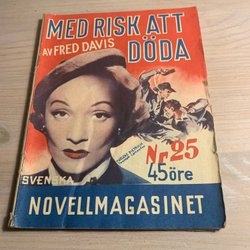 MED RISK ATT
AV FRED DAVIS
DÖDA
Nr 25
45 öre
SVENSKA
NOVELLMAGASINET